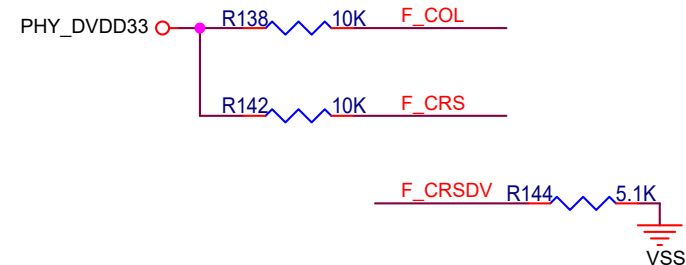 R138 10K F_COL
PHY_DVDD33
R142 10K F_CRS
F_CRSDV R144 5.1K
VSS